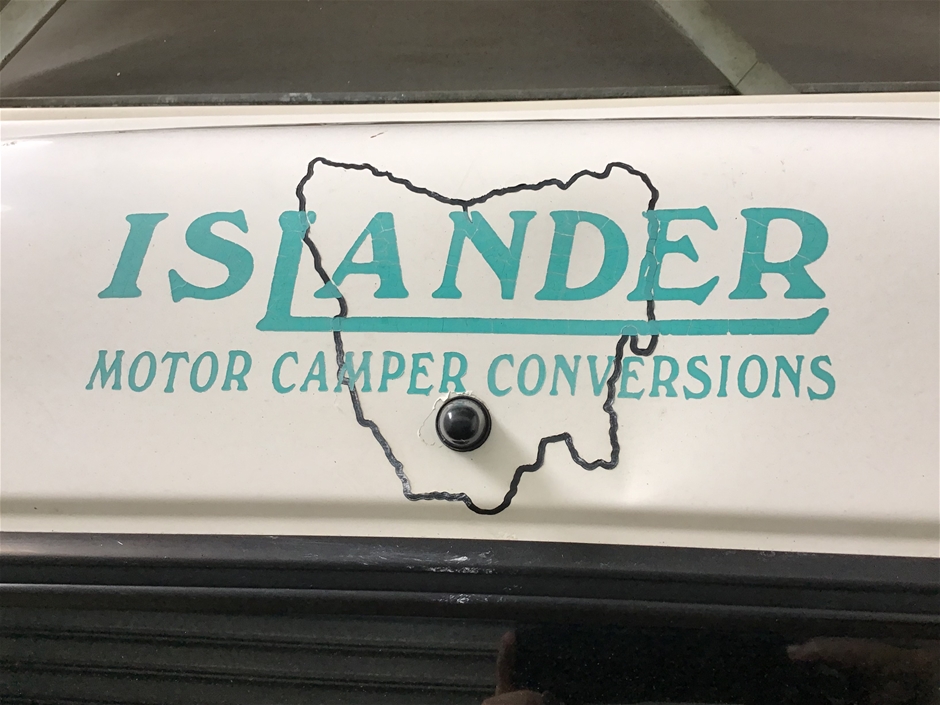 ISLANDER
MOTOR CAMPER CONVERSIONS